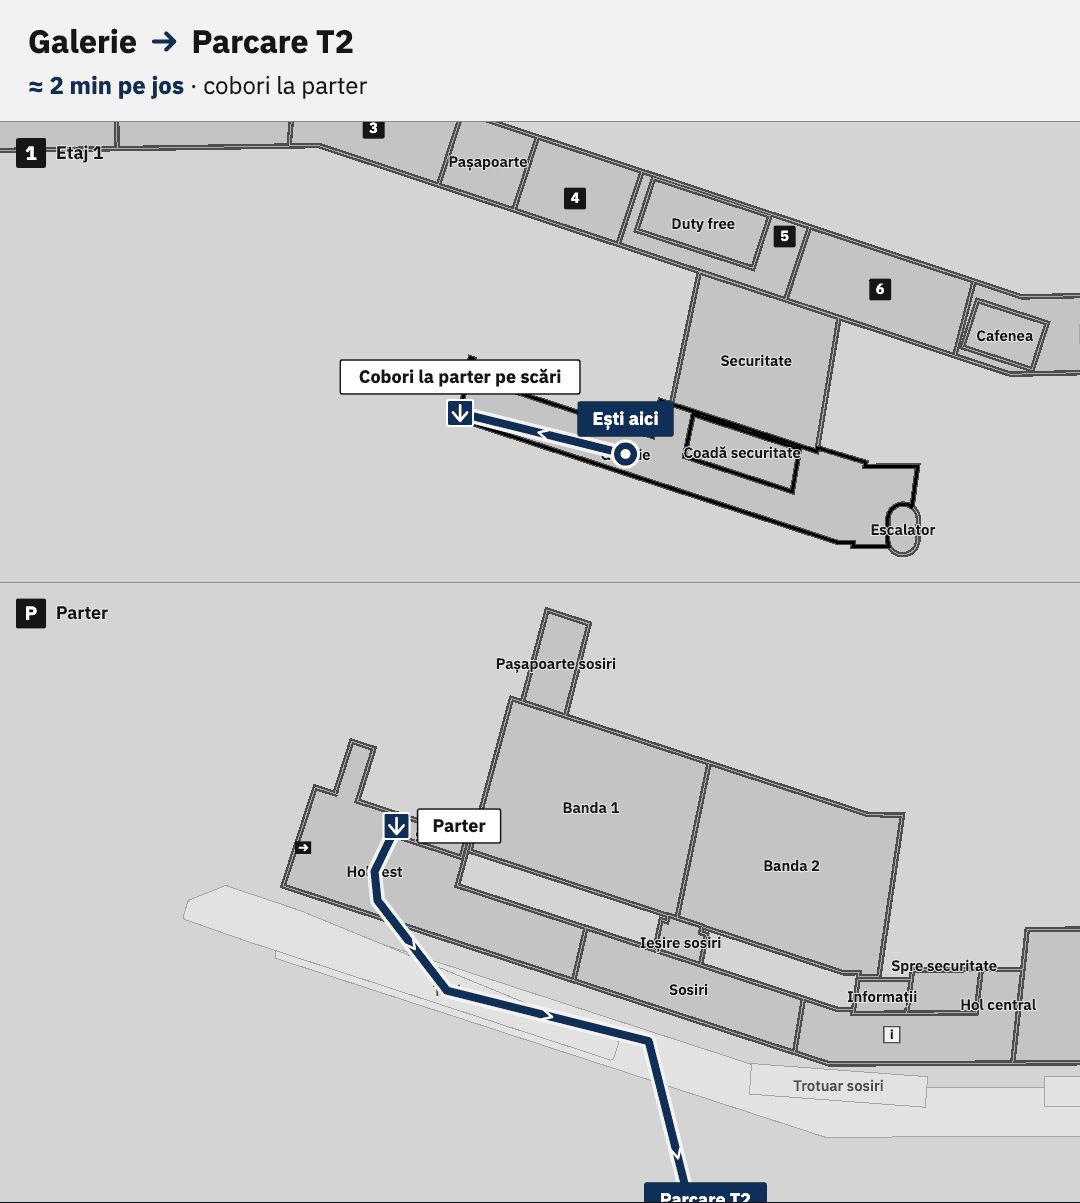 Galerie → Parcare T2
≈ 2 min pe jos · cobori la parter
1 Etaj 1
3
Pașapoarte
4
Duty free
5
6
Cafenea
Securitate
Cobori la parter pe scări
Ești aici
Coadă securitate
Escalator
P Parter
Pașapoarte sosiri
Banda 1
Parter
Banda 2
Ieșire sosiri
Spre securitate
Sosiri
Informații
Hol central
i
Trotuar sosiri
Parcare T2